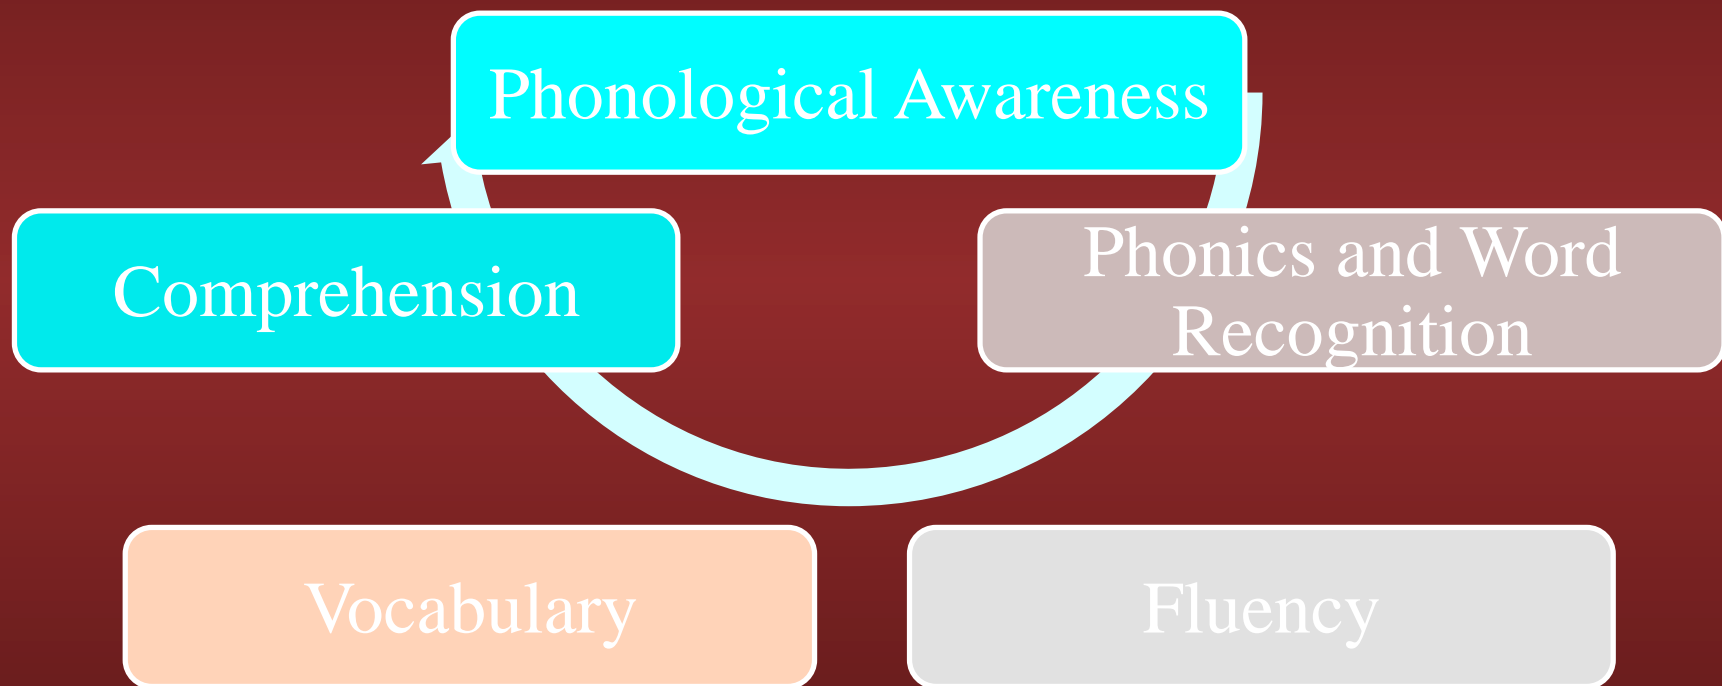 Phonological Awareness
Comprehension
Phonics and Word
Recognition
Vocabulary
Fluency